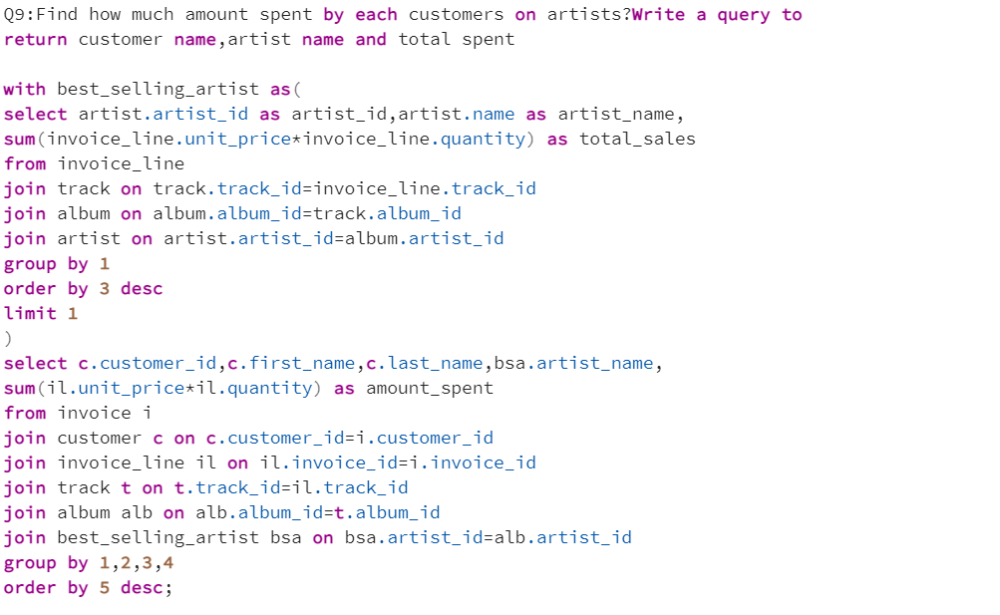 Q9:Find how much amount spent by each customers on artists?Write a query to
return customer name,artist name and total spent
with best_selling_artist as(
select artist.artist_id as artist_id,artist.name as artist_name,
sum(invoice_line.unit_price*invoice_line.quantity) as total_sales
from invoice_line
join track on track.track_id=invoice_line.track_id
join album on album.album_id=track.album_id
join artist on artist.artist_id=album.artist_id
group by 1
order by 3 desc
limit 1
)
select c.customer_id,c.first_name,c.last_name,bsa.artist_name,
sum(il.unit_price*il.quantity) as amount_spent
from invoice i
join customer c on c.customer_id=i.customer_id
join invoice_line il on il.invoice_id=i.invoice_id
join track t on t.track_id=il.track_id
join album alb on alb.album_id=t.album_id
join best_selling_artist bsa on bsa.artist_id=alb.artist_id
group by 1,2,3,4
order by 5 desc;